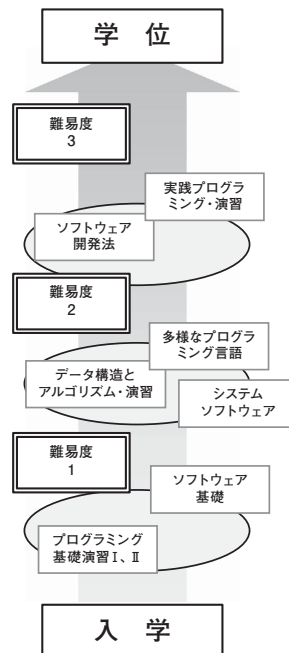 学 位
難易度
3
実践プログラ
ミング・演習
ソフトウェア
開発法
難易度
2
多様なプログラ
ミング言語
データ構造と
アルゴリズム・演習
システム
ソフトウェア
難易度
1
ソフトウェア
基礎
プログラミング
基礎演習Ⅰ、Ⅱ
入 学